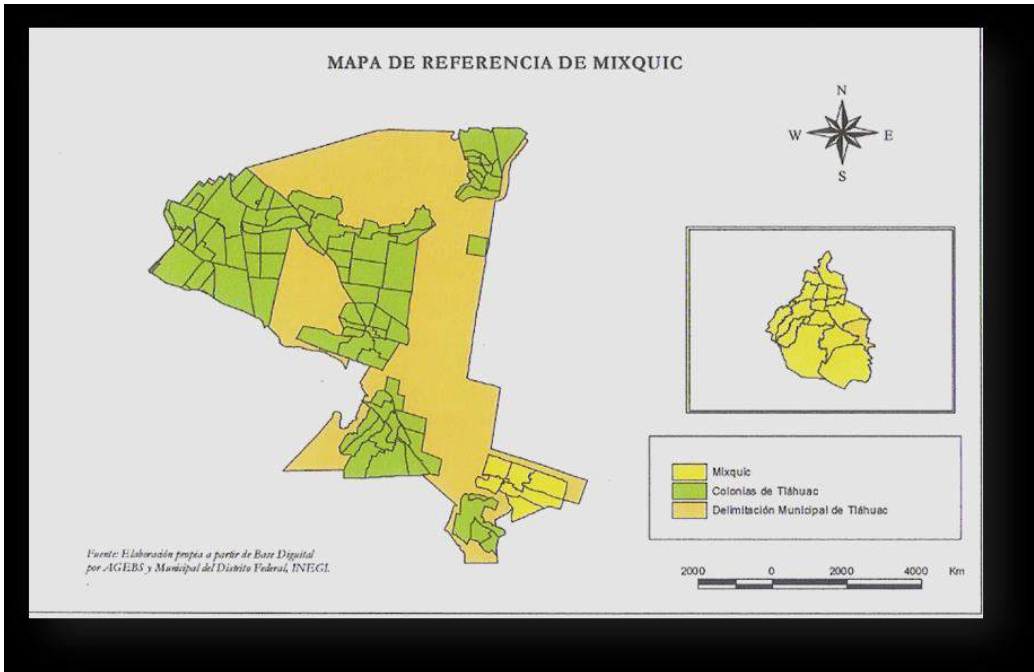 MAPA DE REFERENCIA DE MIXQUIC
N
W E
S
Mixquic
Colonias de Tláhuac
Delimitación Municipal de Tláhuac
Fuente: Elaboración propia a partir de Base Diguital
por AGEBS y Municipal del Distrito Federal, INEGI.
2000 0 2000 4000 Km